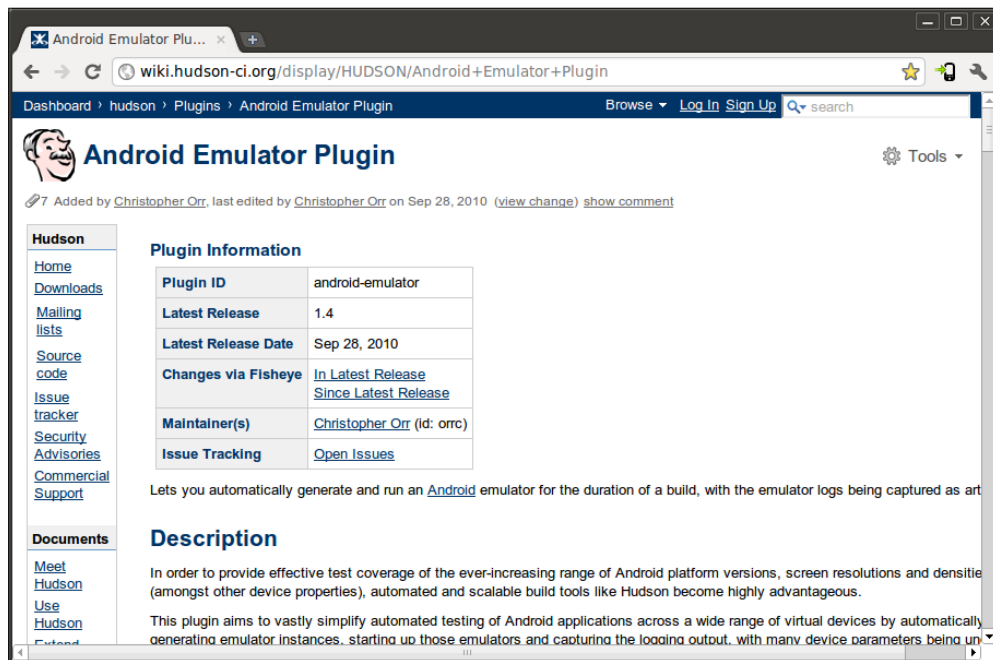 Android Emulator Plu...
wiki.hudson-ci.org/display/HUDSON/Android+Emulator+Plugin
Dashboard › hudson › Plugins › Android Emulator Plugin Browse Log In Sign Up search
Android Emulator Plugin
Tools
7 Added by Christopher Orr, last edited by Christopher Orr on Sep 28, 2010 (view change) show comment
Hudson
Home
Downloads
Mailing
lists
Source
code
Issue
tracker
Security
Advisories
Commercial
Support
Documents
Meet
Hudson
Use
Hudson
Extend
Plugin Information
Plugin ID android-emulator
Latest Release 1.4
Latest Release Date Sep 28, 2010
Changes via Fisheye In Latest Release
Since Latest Release
Maintainer(s) Christopher Orr (id: orrc)
Issue Tracking Open Issues
Lets you automatically generate and run an Android emulator for the duration of a build, with the emulator logs being captured as art
Description
In order to provide effective test coverage of the ever-increasing range of Android platform versions, screen resolutions and densitie
(amongst other device properties), automated and scalable build tools like Hudson become highly advantageous.
This plugin aims to vastly simplify automated testing of Android applications across a wide range of virtual devices by automatically
generating emulator instances, starting up those emulators and capturing the logging output, with many device parameters being un